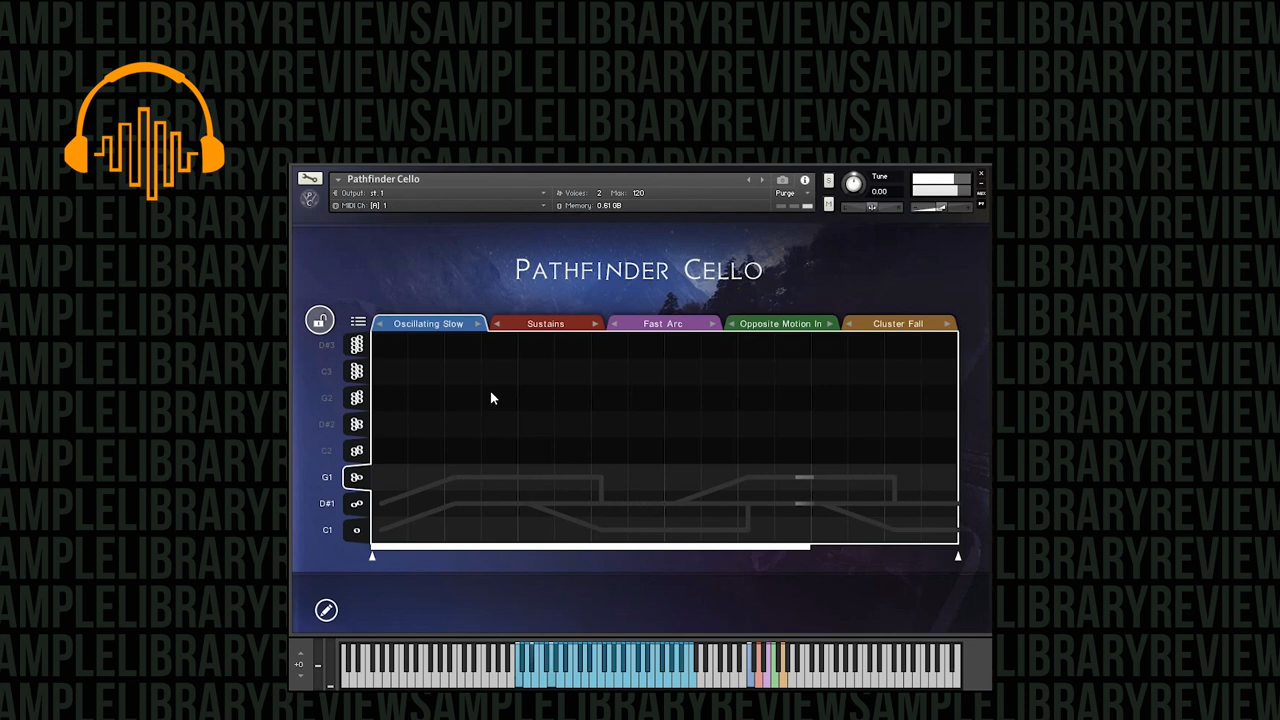 SAMPLELIBRARYREVIEWSAMPLELIBRARYREVIEWSAMPLELIBRARYREVIEWS
Pathfinder Cello
Output: st.1
Voices: 2 Max: 120
Purge
MIDI Ch: [A] 1
Memory: 0.61 GB
S
M
Tune
0.00
PATHFINDER CELLO
Oscillating Slow
Sustains
Fast Arc
Opposite Motion In
Cluster Fall
D#3
C3
G2
D#2
C2
G1
D#1
C1
+0